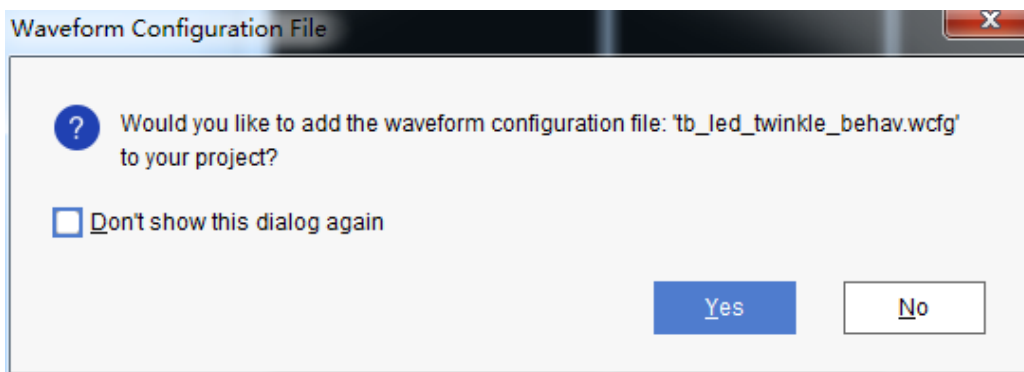 Waveform Configuration File
X
?
Would you like to add the waveform configuration file: 'tb_led_twinkle_behav.wcfg'
to your project?
Don't show this dialog again
Yes
No